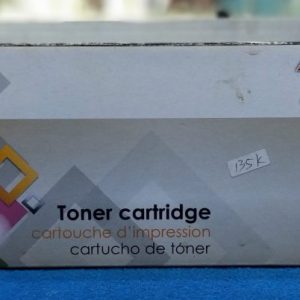 135K
Toner cartridge
cartouche d'impression
cartucho de tóner